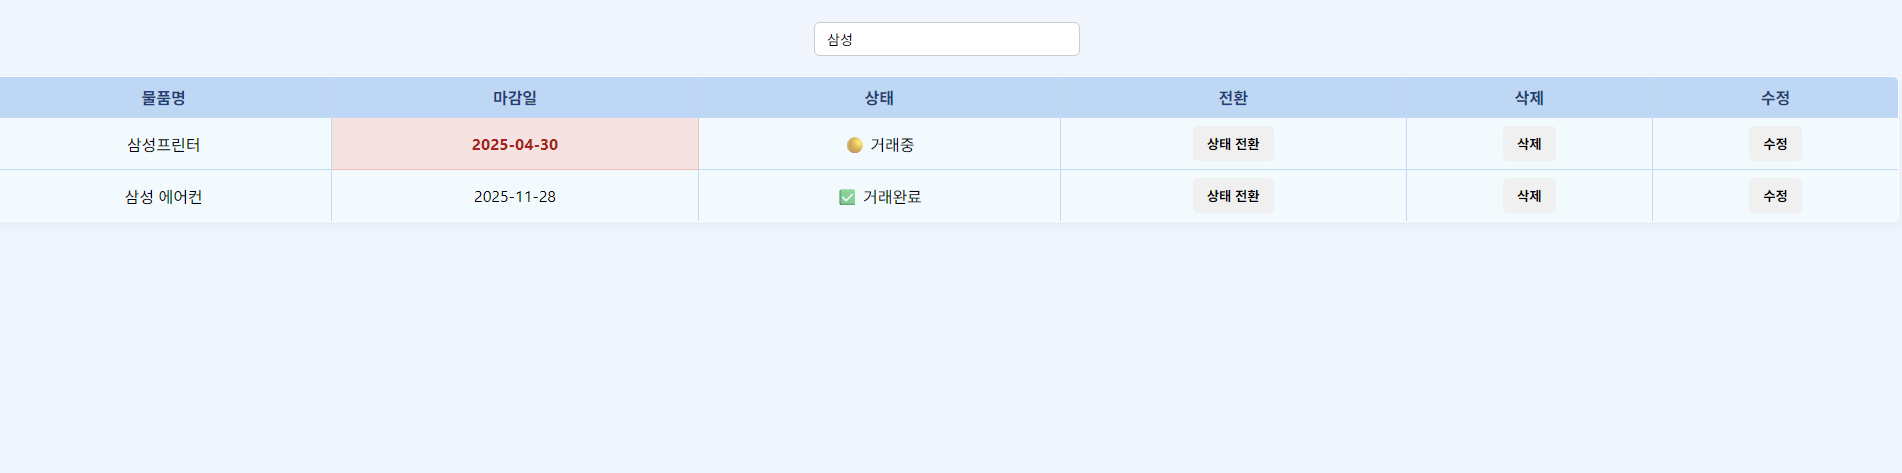 삼성
물품명 마감일 상태 전환 삭제 수정
삼성프린터 2025-04-30 거래중 상태 전환 삭제 수정
삼성 에어컨 2025-11-28 ✅ 거래완료 상태 전환 삭제 수정